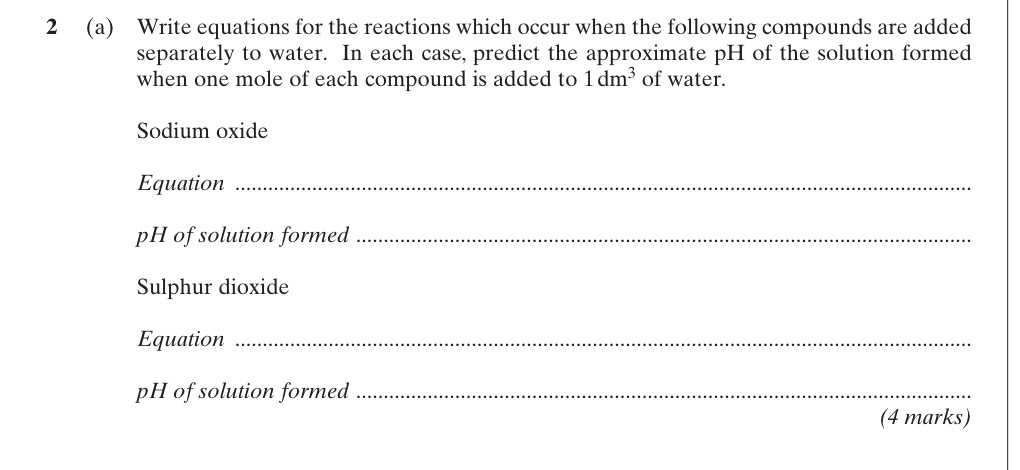 2 (a) Write equations for the reactions which occur when the following compounds are added
separately to water. In each case, predict the approximate pH of the solution formed
when one mole of each compound is added to 1 dm³ of water.
Sodium oxide
Equation ....................................................................................................
pH of solution formed ....................................................................................
Sulphur dioxide
Equation ....................................................................................................
pH of solution formed ....................................................................................
(4 marks)